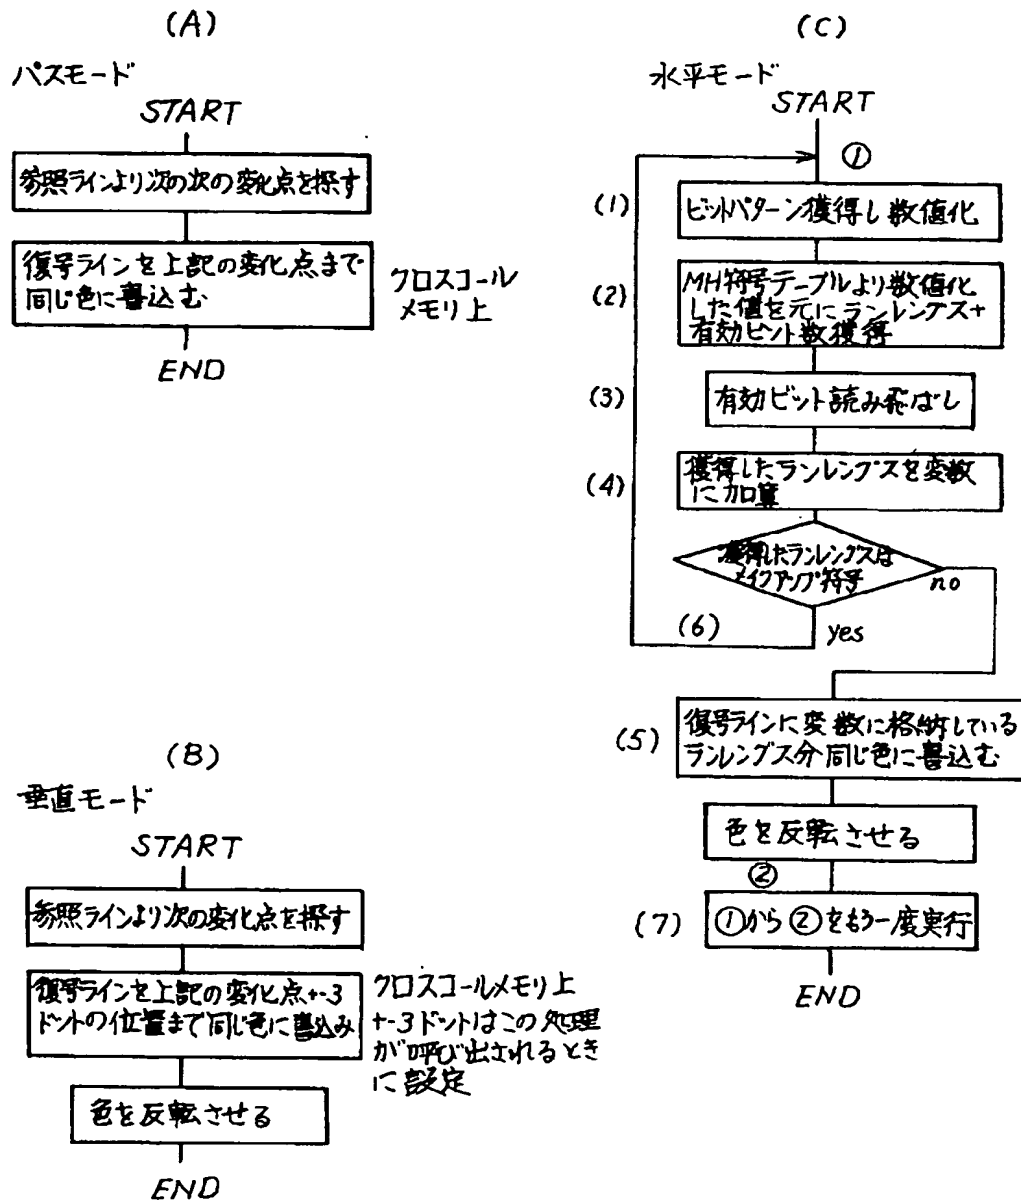 (A)
パスモード
START
参照ラインより次の次の変化点を探す
復号ラインを上記の変化点まで
同じ色に書込む
クロスコール
メモリ上
END
(B)
垂直モード
START
参照ラインより次の変化点を探す
復号ラインを上記の変化点+-3
ドットの位置まで同じ色に書込み
クロスコールメモリ上
+-3ドットはこの処理
が呼び出されるとき
に設定
色を反転させる
END
(C)
水平モード
START
①
(1)
ビットパターン獲得し数値化
(2)
MH符号テーブルより数値化
した値を元にランレングス+
有効ビット数獲得
(3)
有効ビット読み飛ばし
(4)
獲得したランレングスを変数
に加算
獲得したランレングスは
メイクアップ符号
no
(6)
yes
(5)
復号ラインに変数に格納している
ランレングス分同じ色に書込む
色を反転させる
②
(7)
①から②をもう一度実行
END